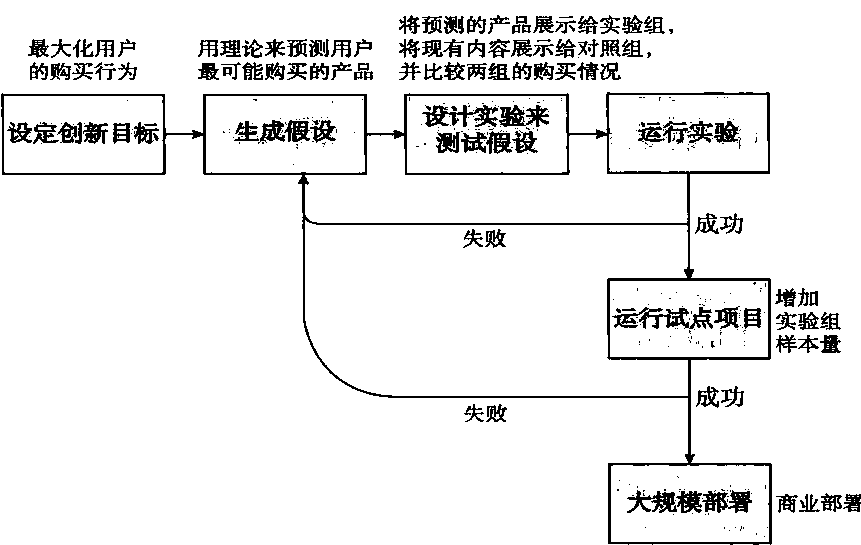 最大化用户
的购买行为
用理论来预测用户
最可能购买的产品
将预测的产品展示给实验组，
将现有内容展示给对照组，
并比较两组的购买情况
设定创新目标
生成假设
设计实验来
测试假设
运行实验
成功
失败
运行试点项目
增加
实验组
样本量
成功
失败
大规模部署
商业部署